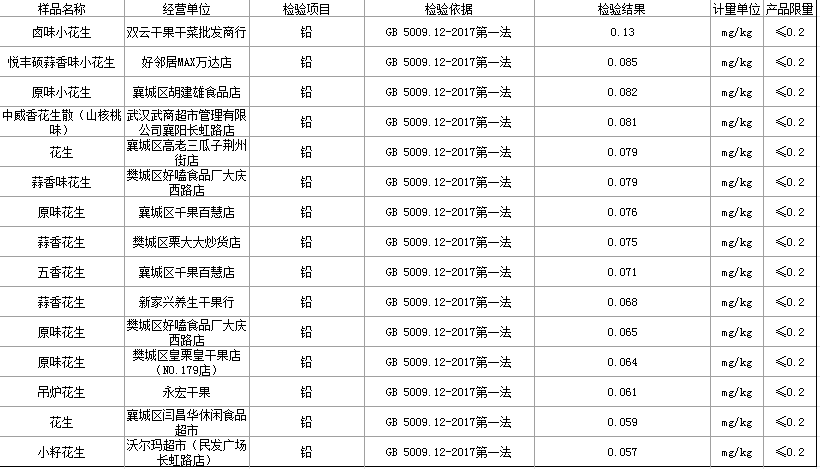 样品名称 经营单位 检验项目 检验依据 检验结果 计量单位 产品限量
卤味小花生 双云干果干菜批发商行 铅 GB 5009.12-2017第一法 0.13 mg/kg ≤0.2
悦丰硕蒜香味小花生 好邻居MAX万达店 铅 GB 5009.12-2017第一法 0.085 mg/kg ≤0.2
原味小花生 襄城区胡建雄食品店 铅 GB 5009.12-2017第一法 0.082 mg/kg ≤0.2
中威香花生散（山核桃
味） 武汉武商超市管理有限
公司襄阳长虹路店 铅 GB 5009.12-2017第一法 0.081 mg/kg ≤0.2
花生 襄城区高老三瓜子荆州
街店 铅 GB 5009.12-2017第一法 0.079 mg/kg ≤0.2
蒜香味花生 樊城区好嗑食品厂大庆
西路店 铅 GB 5009.12-2017第一法 0.079 mg/kg ≤0.2
原味花生 襄城区千果百慧店 铅 GB 5009.12-2017第一法 0.076 mg/kg ≤0.2
蒜香花生 樊城区栗大大炒货店 铅 GB 5009.12-2017第一法 0.075 mg/kg ≤0.2
五香花生 襄城区千果百慧店 铅 GB 5009.12-2017第一法 0.071 mg/kg ≤0.2
蒜香花生 新家兴养生干果行 铅 GB 5009.12-2017第一法 0.068 mg/kg ≤0.2
原味花生 樊城区好嗑食品厂大庆
西路店 铅 GB 5009.12-2017第一法 0.065 mg/kg ≤0.2
原味花生 樊城区皇栗皇干果店
（NO.179店） 铅 GB 5009.12-2017第一法 0.064 mg/kg ≤0.2
吊炉花生 永宏干果 铅 GB 5009.12-2017第一法 0.061 mg/kg ≤0.2
花生 襄城区闫昌华休闲食品
超市 铅 GB 5009.12-2017第一法 0.059 mg/kg ≤0.2
小籽花生 沃尔玛超市（民发广场
长虹路店） 铅 GB 5009.12-2017第一法 0.057 mg/kg ≤0.2